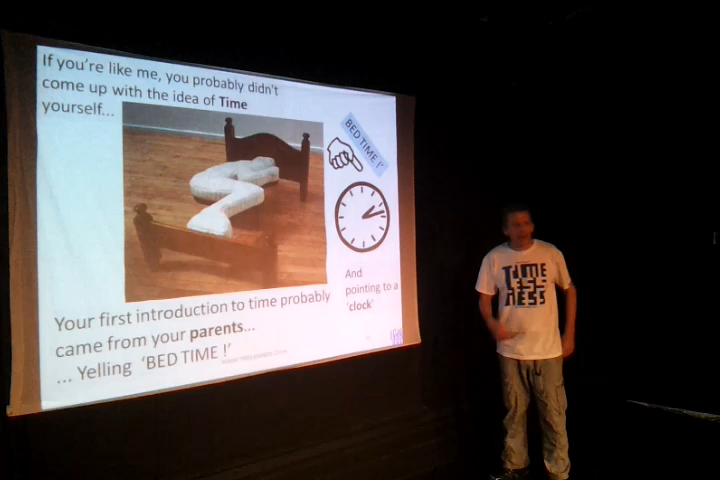 If you're like me, you probably didn't
come up with the idea of Time
yourself...
BED TIME !'
And
pointing to a
'clock'
Your first introduction to time probably
came from your parents...
... Yelling 'BED TIME !'
TIME
LESS
NESS